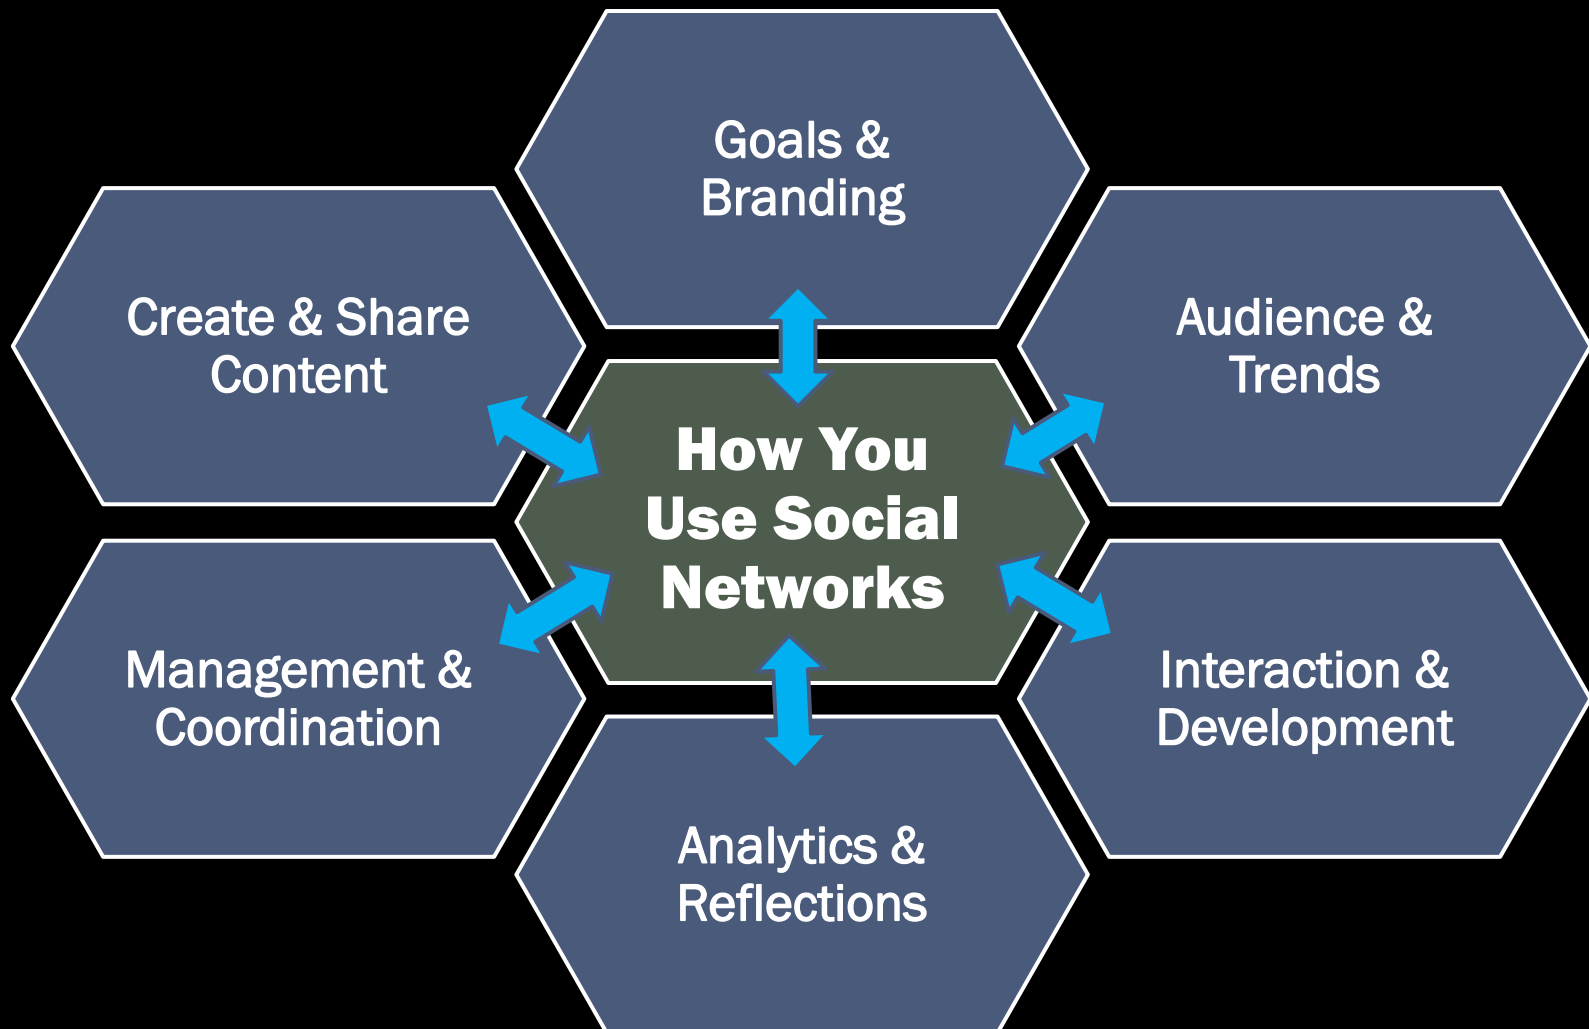 Goals &
Branding
Create & Share
Content
Audience &
Trends
How You
Use Social
Networks
Management &
Coordination
Interaction &
Development
Analytics &
Reflections